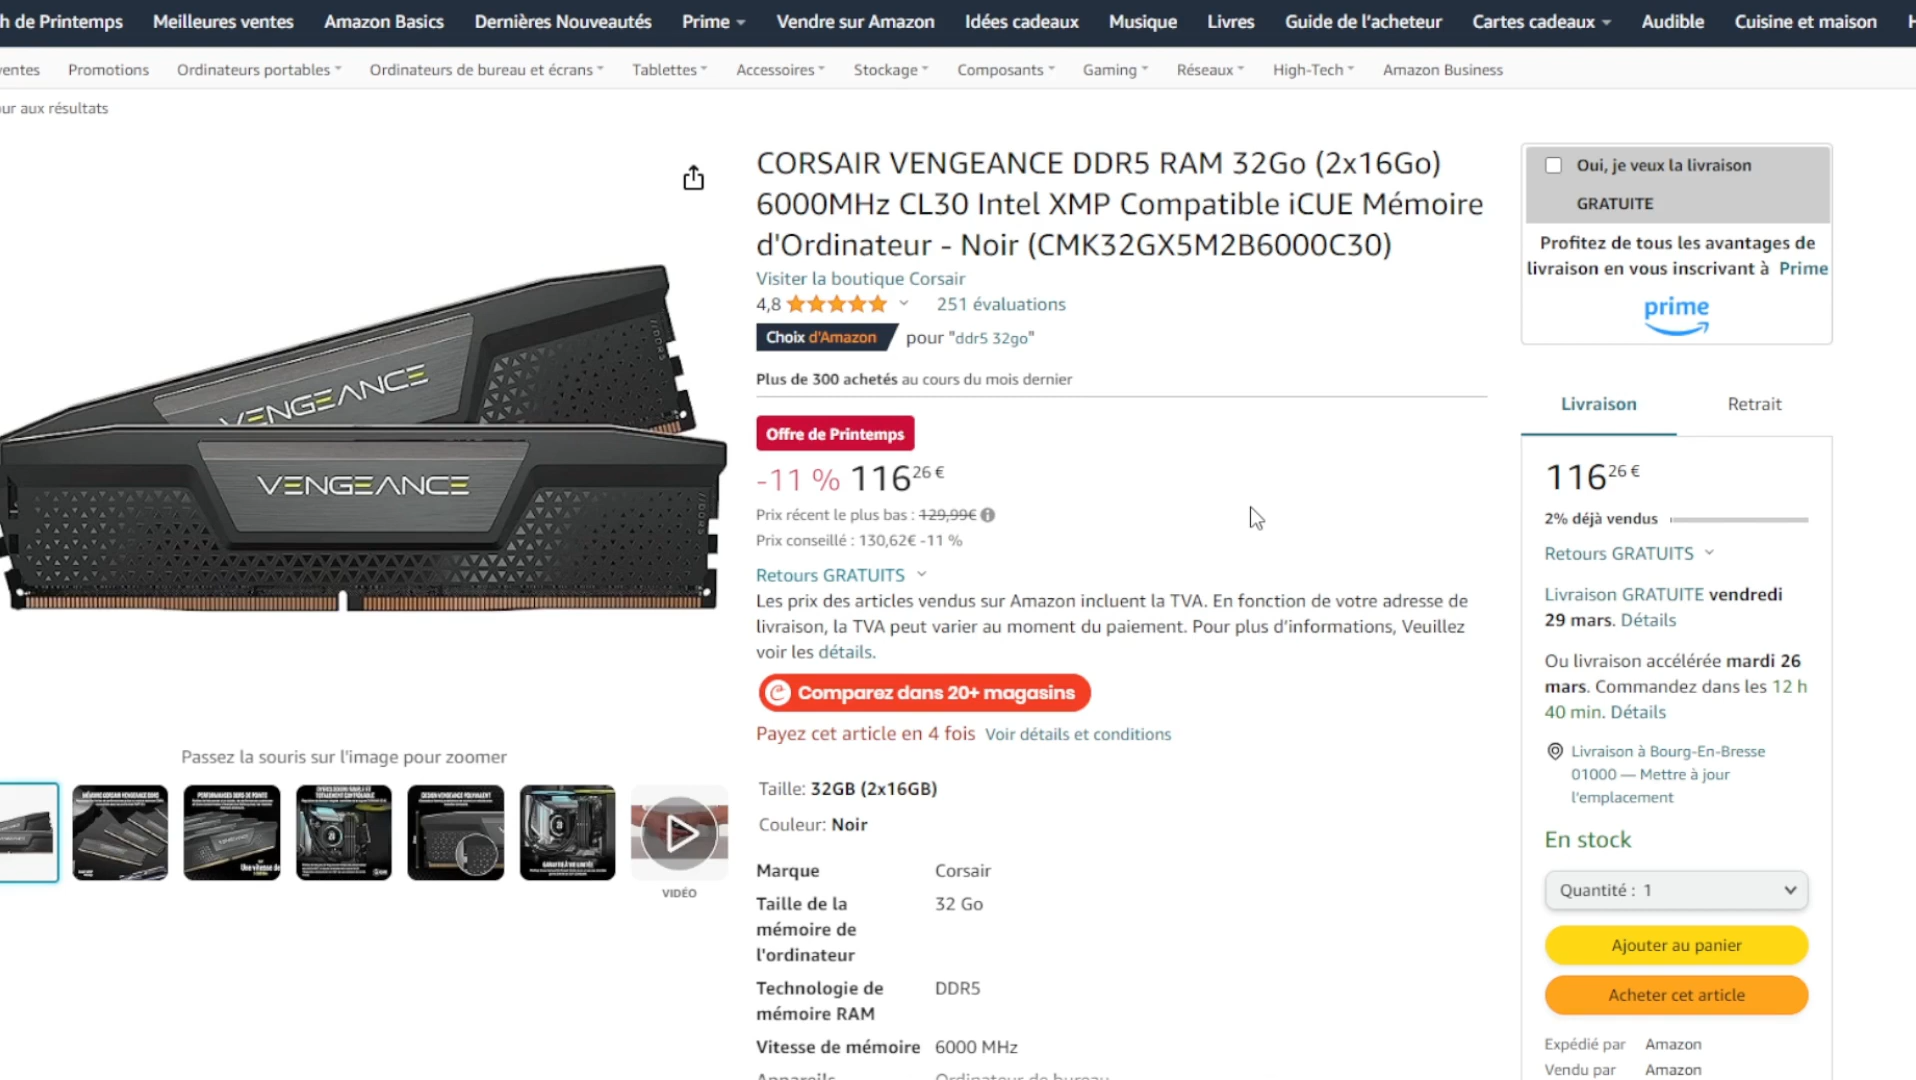 h de Printemps Meilleures ventes Amazon Basics Dernières Nouveautés Prime Vendre sur Amazon Idées cadeaux Musique Livres Guide de l'acheteur Cartes cadeaux Audible Cuisine et maison
entes Promotions Ordinateurs portables Ordinateurs de bureau et écrans Tablettes Accessoires Stockage Composants Gaming Réseaux High-Tech Amazon Business
ur aux résultats
CORSAIR VENGEANCE DDR5 RAM 32Go (2x16Go)
6000MHz CL30 Intel XMP Compatible iCUE Mémoire
d'Ordinateur - Noir (CMK32GX5M2B6000C30)
Visiter la boutique Corsair
4,8 251 évaluations
Choix d'Amazon pour "ddr5 32go"
Plus de 300 achetés au cours du mois dernier
Offre de Printemps
-11 % 116,26 €
Prix récent le plus bas : 129,99€
Prix conseillé : 130,62€ -11 %
Retours GRATUITS
Les prix des articles vendus sur Amazon incluent la TVA. En fonction de votre adresse de
livraison, la TVA peut varier au moment du paiement. Pour plus d'informations, Veuillez
voir les détails.
Comparez dans 20+ magasins
Payez cet article en 4 fois Voir détails et conditions
Taille: 32GB (2x16GB)
Couleur: Noir
Marque Corsair
Taille de la 32 Go
mémoire de
l'ordinateur
Technologie de DDR5
mémoire RAM
Vitesse de mémoire 6000 MHz
Appareils Ordinateur de bureau
VENGEANCE
VENGEANCE
DDR5
DDR5
Passez la souris sur l'image pour zoomer
VIDÉO
Oui, je veux la livraison
GRATUITE
Profitez de tous les avantages de
livraison en vous inscrivant à Prime
prime
Livraison Retrait
116,26 €
2% déjà vendus
Retours GRATUITS
Livraison GRATUITE vendredi
29 mars. Détails
Ou livraison accélérée mardi 26
mars. Commandez dans les 12 h
40 min. Détails
Livraison à Bourg-En-Bresse
01000 — Mettre à jour
l'emplacement
En stock
Quantité : 1
Ajouter au panier
Acheter cet article
Expédié par Amazon
Vendu par Amazon